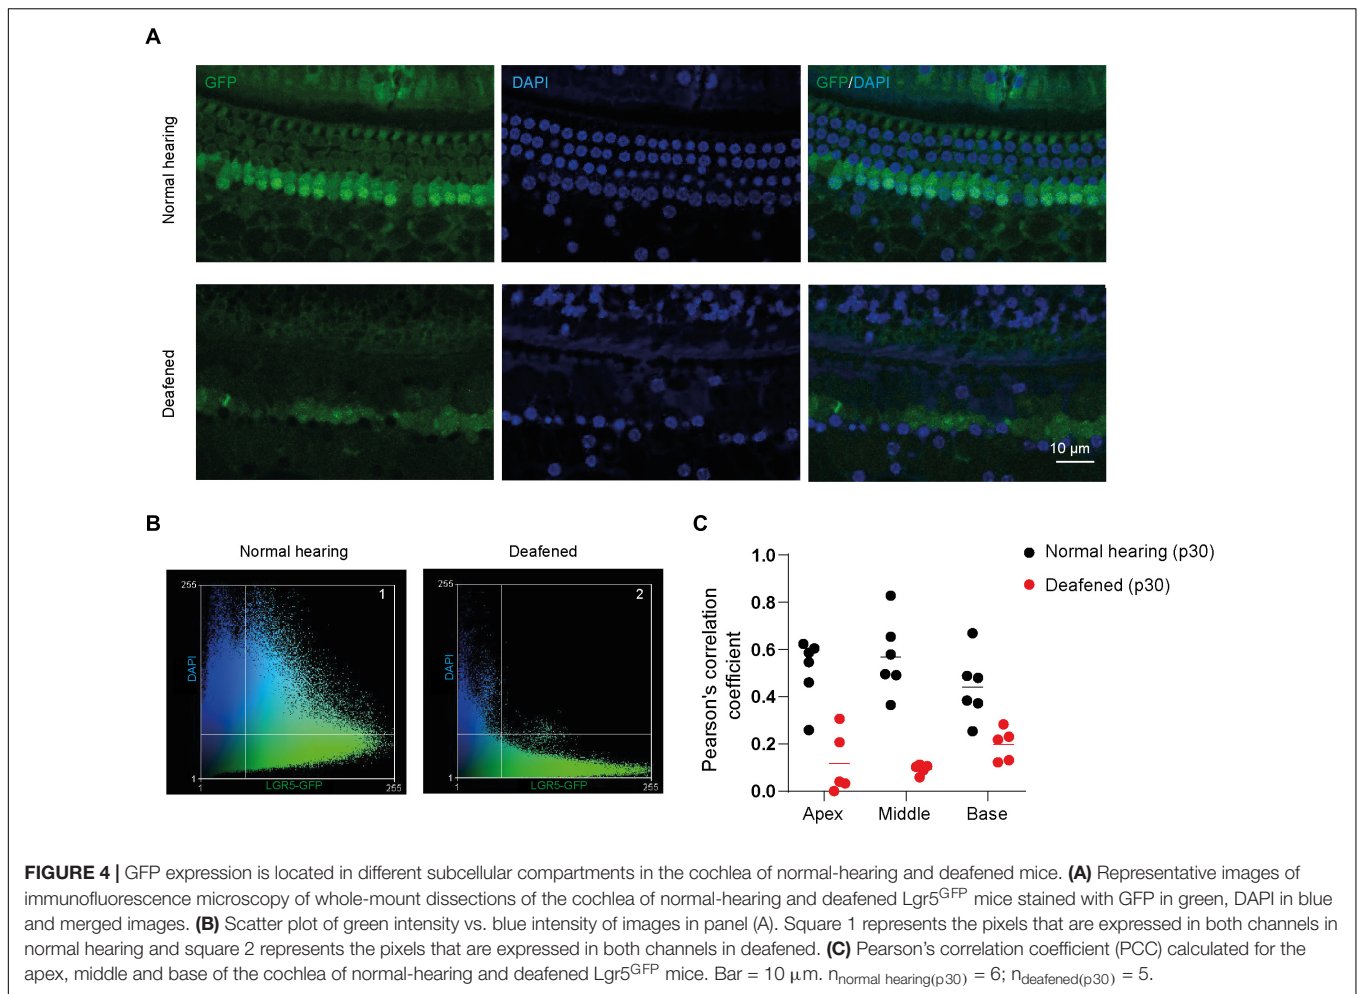 A
GFP
DAPI
GFP/DAPI
Normal hearing
Deafened
10 µm
B
Normal hearing
Deafened
255
1
DAPI
1
LGR5-GFP
255
255
2
DAPI
1
1
LGR5-GFP
255
C
Normal hearing (p30)
Deafened (p30)
Pearson's correlation
coefficient
1.0
0.8
0.6
0.4
0.2
0.0
Apex
Middle
Base
FIGURE 4 | GFP expression is located in different subcellular compartments in the cochlea of normal-hearing and deafened mice. (A) Representative images of
immunofluorescence microscopy of whole-mount dissections of the cochlea of normal-hearing and deafened Lgr5GFP mice stained with GFP in green, DAPI in blue
and merged images. (B) Scatter plot of green intensity vs. blue intensity of images in panel (A). Square 1 represents the pixels that are expressed in both channels in
normal hearing and square 2 represents the pixels that are expressed in both channels in deafened. (C) Pearson's correlation coefficient (PCC) calculated for the
apex, middle and base of the cochlea of normal-hearing and deafened Lgr5GFP mice. Bar = 10 µm. nnormal hearing(p30) = 6; ndeafened(p30) = 5.